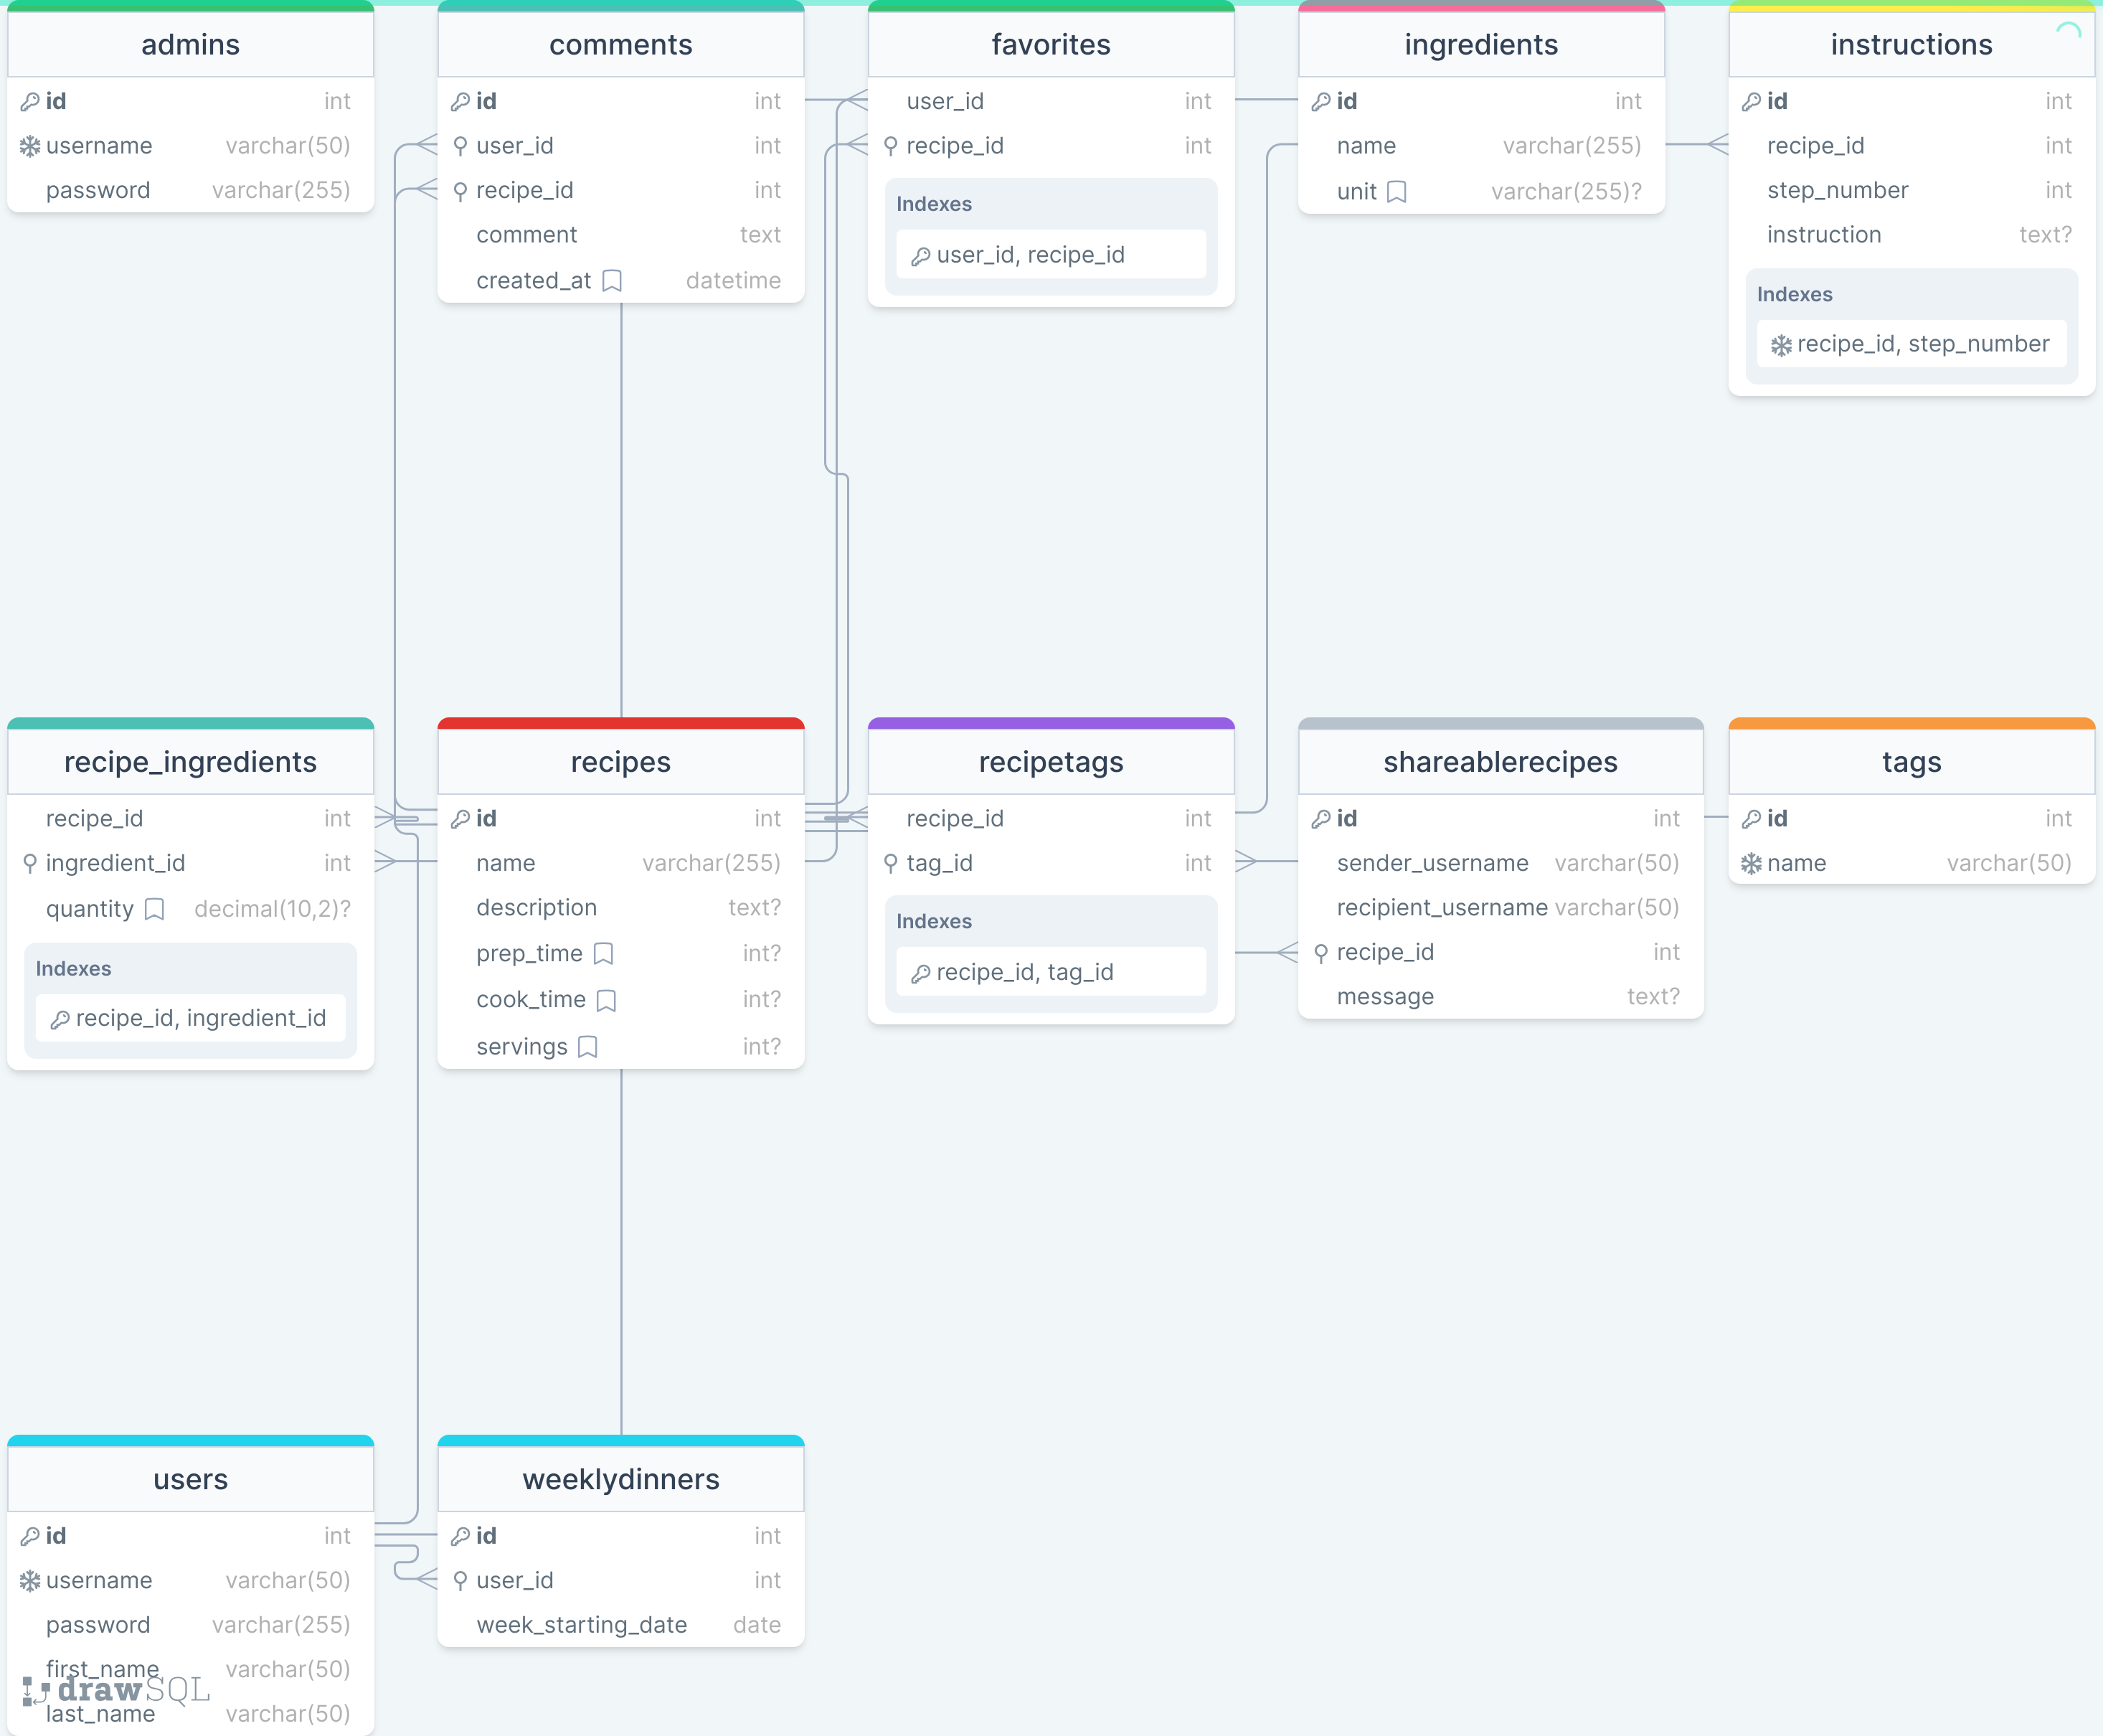 admins
id int
username varchar(50)
password varchar(255)
comments
id int
user_id int
recipe_id int
comment text
created_at datetime
favorites
user_id int
recipe_id int
Indexes
user_id, recipe_id
ingredients
id int
name varchar(255)
unit varchar(255)?
instructions
id int
recipe_id int
step_number int
instruction text?
Indexes
recipe_id, step_number
recipe_ingredients
recipe_id int
ingredient_id int
quantity decimal(10,2)?
Indexes
recipe_id, ingredient_id
recipes
id int
name varchar(255)
description text?
prep_time int?
cook_time int?
servings int?
recipetags
recipe_id int
tag_id int
Indexes
recipe_id, tag_id
shareablerecipes
id int
sender_username varchar(50)
recipient_username varchar(50)
recipe_id int
message text?
tags
id int
name varchar(50)
users
id int
username varchar(50)
password varchar(255)
first_name varchar(50)
drawSQL
last_name varchar(50)
weeklydinners
id int
user_id int
week_starting_date date